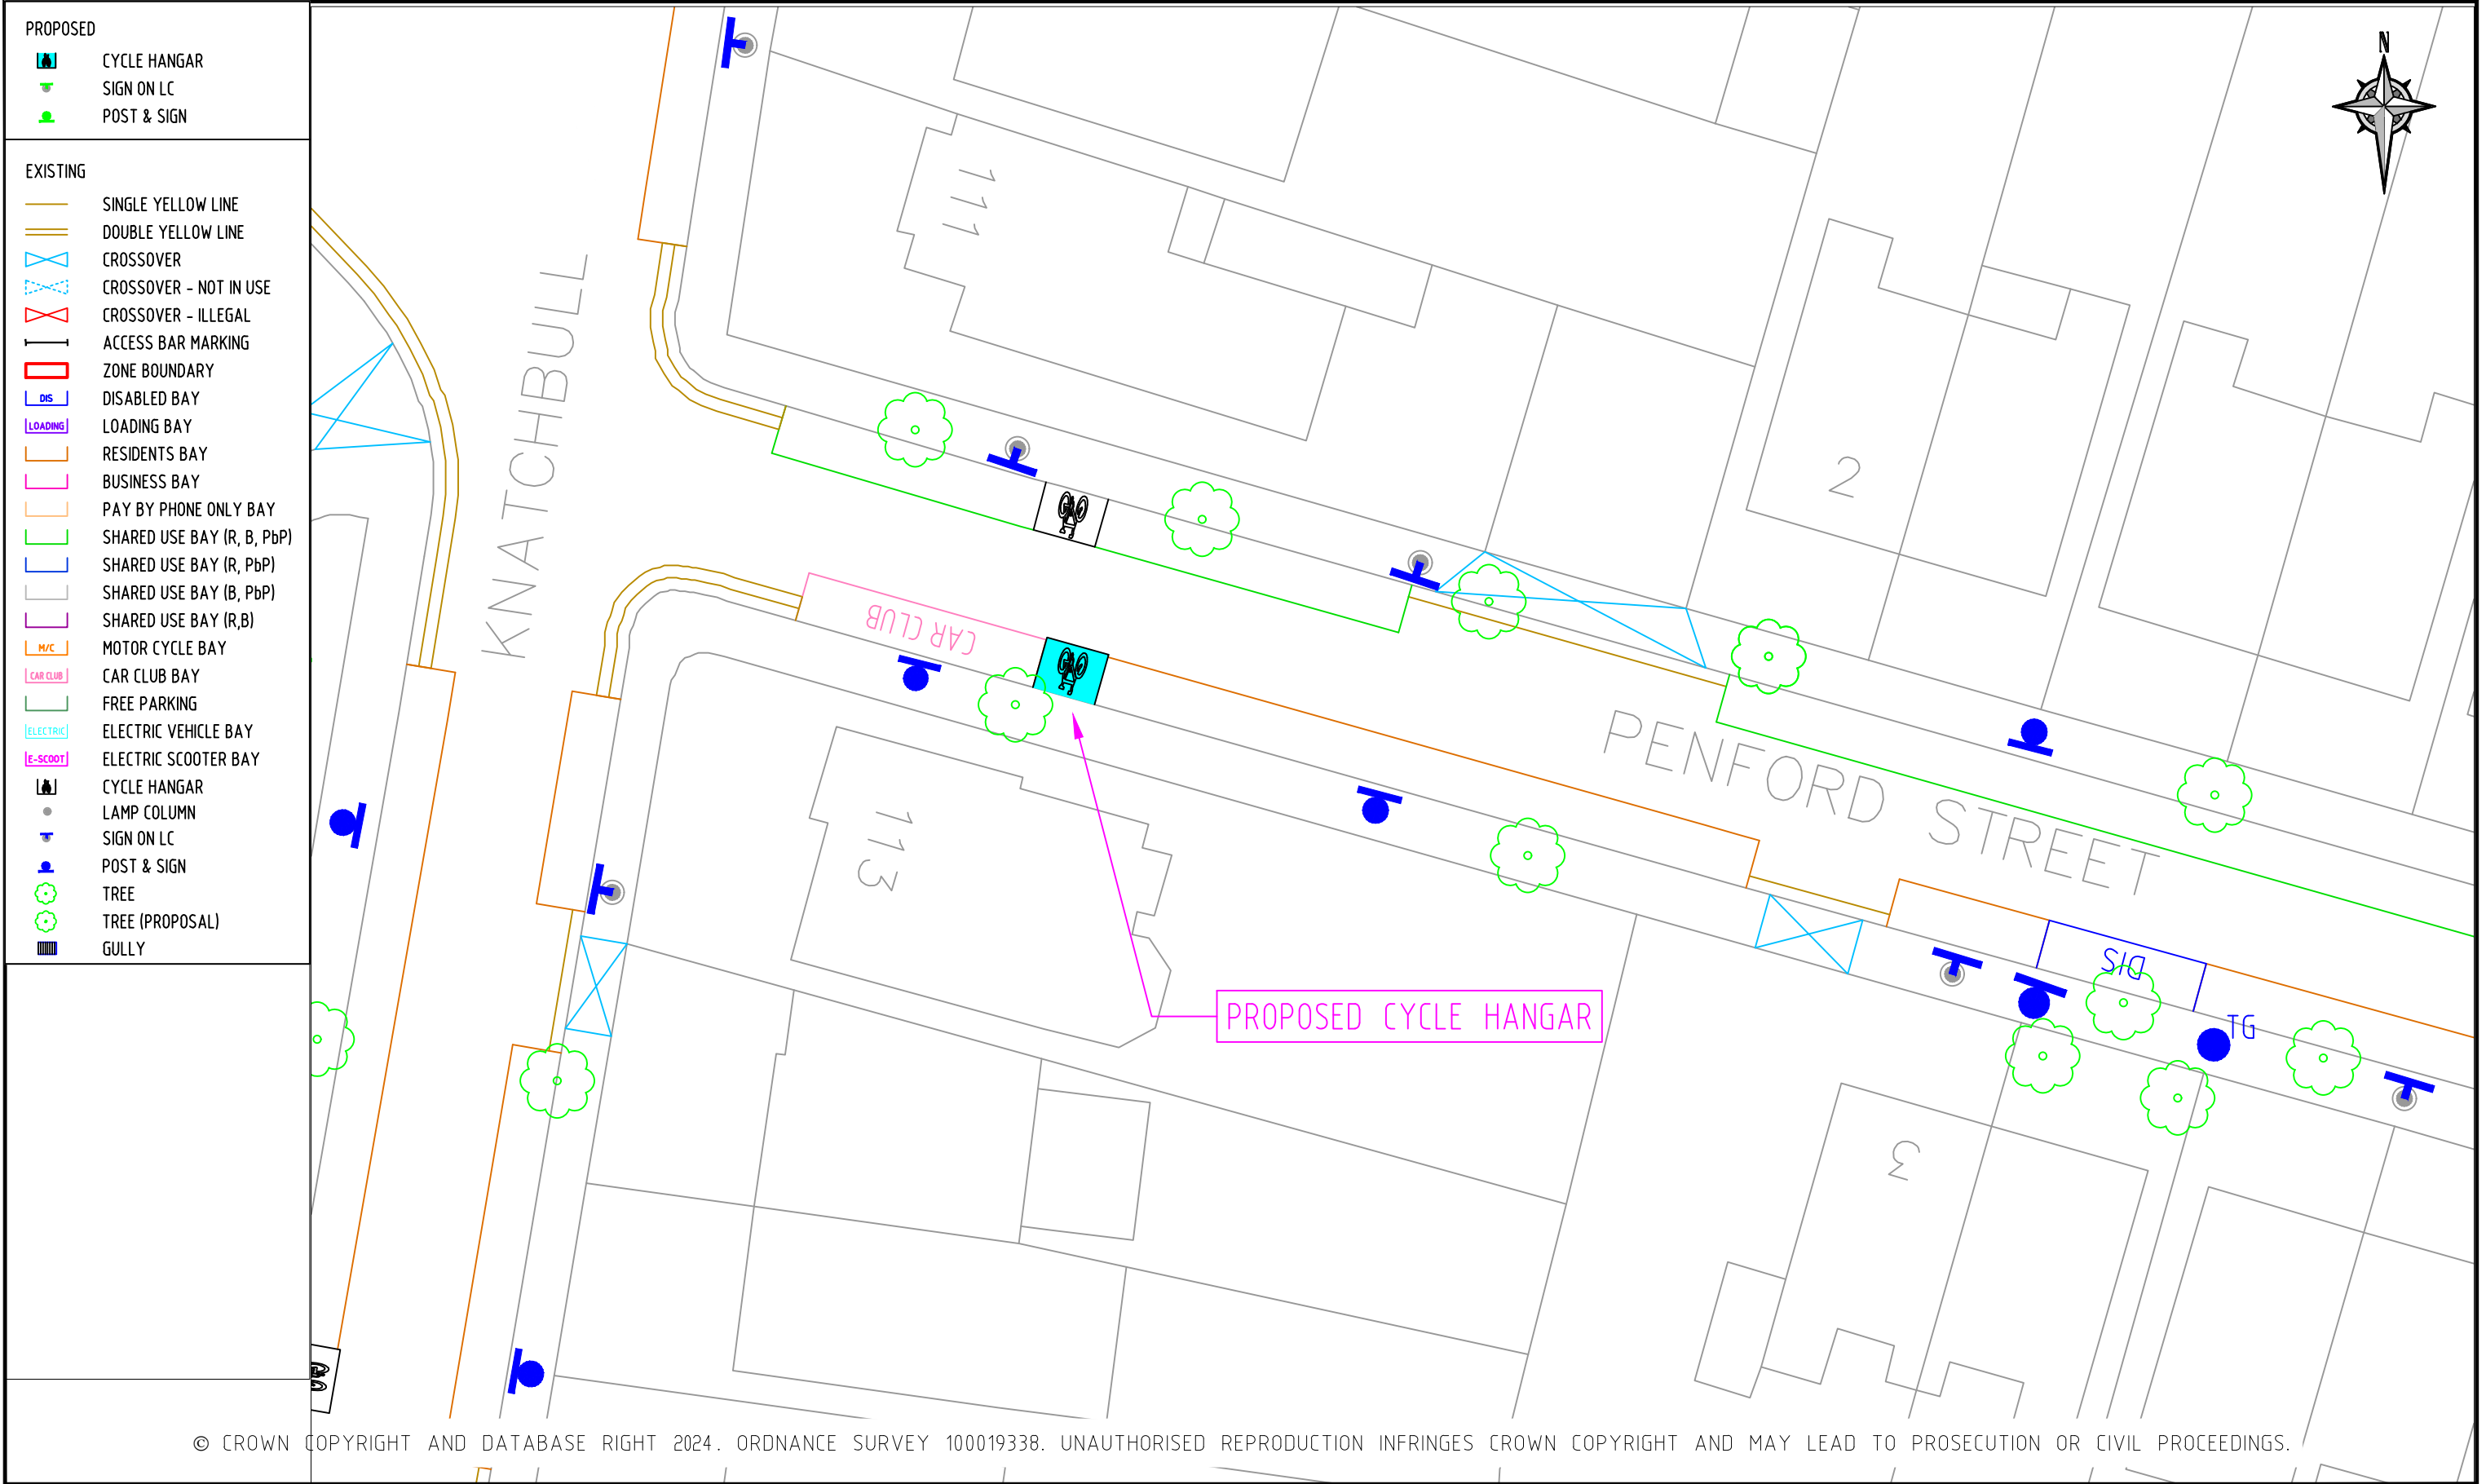 PROPOSED
CYCLE HANGAR
SIGN ON LC
POST & SIGN
EXISTING
SINGLE YELLOW LINE
DOUBLE YELLOW LINE
CROSSOVER
CROSSOVER - NOT IN USE
CROSSOVER - ILLEGAL
ACCESS BAR MARKING
ZONE BOUNDARY
DIS DISABLED BAY
LOADING LOADING BAY
RESIDENTS BAY
BUSINESS BAY
PAY BY PHONE ONLY BAY
SHARED USE BAY (R, B, PbP)
SHARED USE BAY (R, PbP)
SHARED USE BAY (B, PbP)
SHARED USE BAY (R,B)
M/C MOTOR CYCLE BAY
CAR CLUB CAR CLUB BAY
FREE PARKING
ELECTRIC ELECTRIC VEHICLE BAY
E-SCOOT ELECTRIC SCOOTER BAY
CYCLE HANGAR
LAMP COLUMN
SIGN ON LC
POST & SIGN
TREE
TREE (PROPOSAL)
GULLY
N
111
KNATCHBULL
2
CAR CLUB
PENFORD STREET
113
DIS
TG
PROPOSED CYCLE HANGAR
3
© CROWN COPYRIGHT AND DATABASE RIGHT 2024. ORDNANCE SURVEY 100019338. UNAUTHORISED REPRODUCTION INFRINGES CROWN COPYRIGHT AND MAY LEAD TO PROSECUTION OR CIVIL PROCEEDINGS.